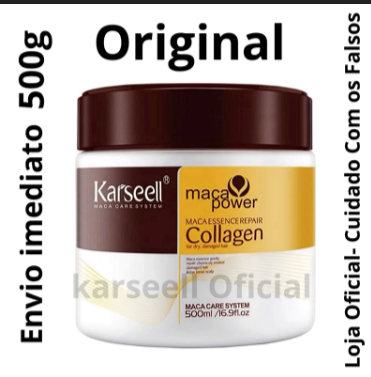 Original
Envio imediato 500g
Loja Oficial- Cuidado Com os Falsos
Karseell®
MACA CARE SYSTEM
maca
power
MACA ESSENCE REPAIR
Collagen
for dry, damaged hair
karseell Oficial
MACA CARE SYSTEM
500ml /16.9fl.oz